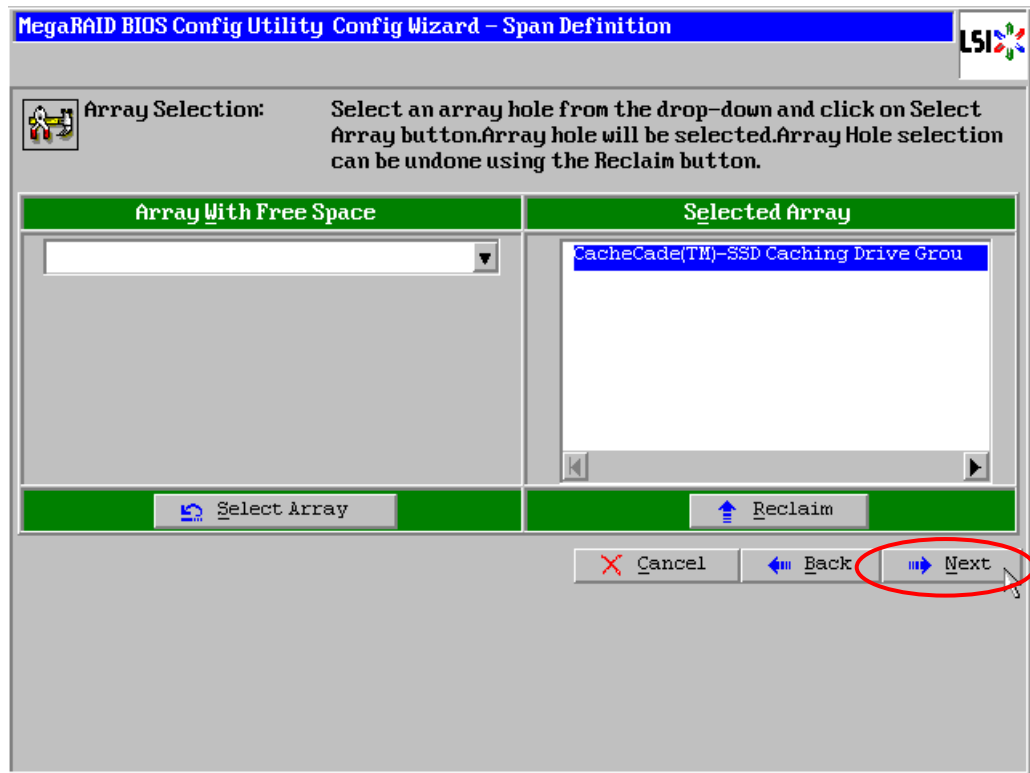 MegaRAID BIOS Config Utility Config Wizard – Span Definition
LSI
Array Selection:
Select an array hole from the drop-down and click on Select
Array button.Array hole will be selected.Array Hole selection
can be undone using the Reclaim button.
Array With Free Space
Selected Array
CacheCade(TM)-SSD Caching Drive Grou
Select Array
Reclaim
Cancel
Back
Next